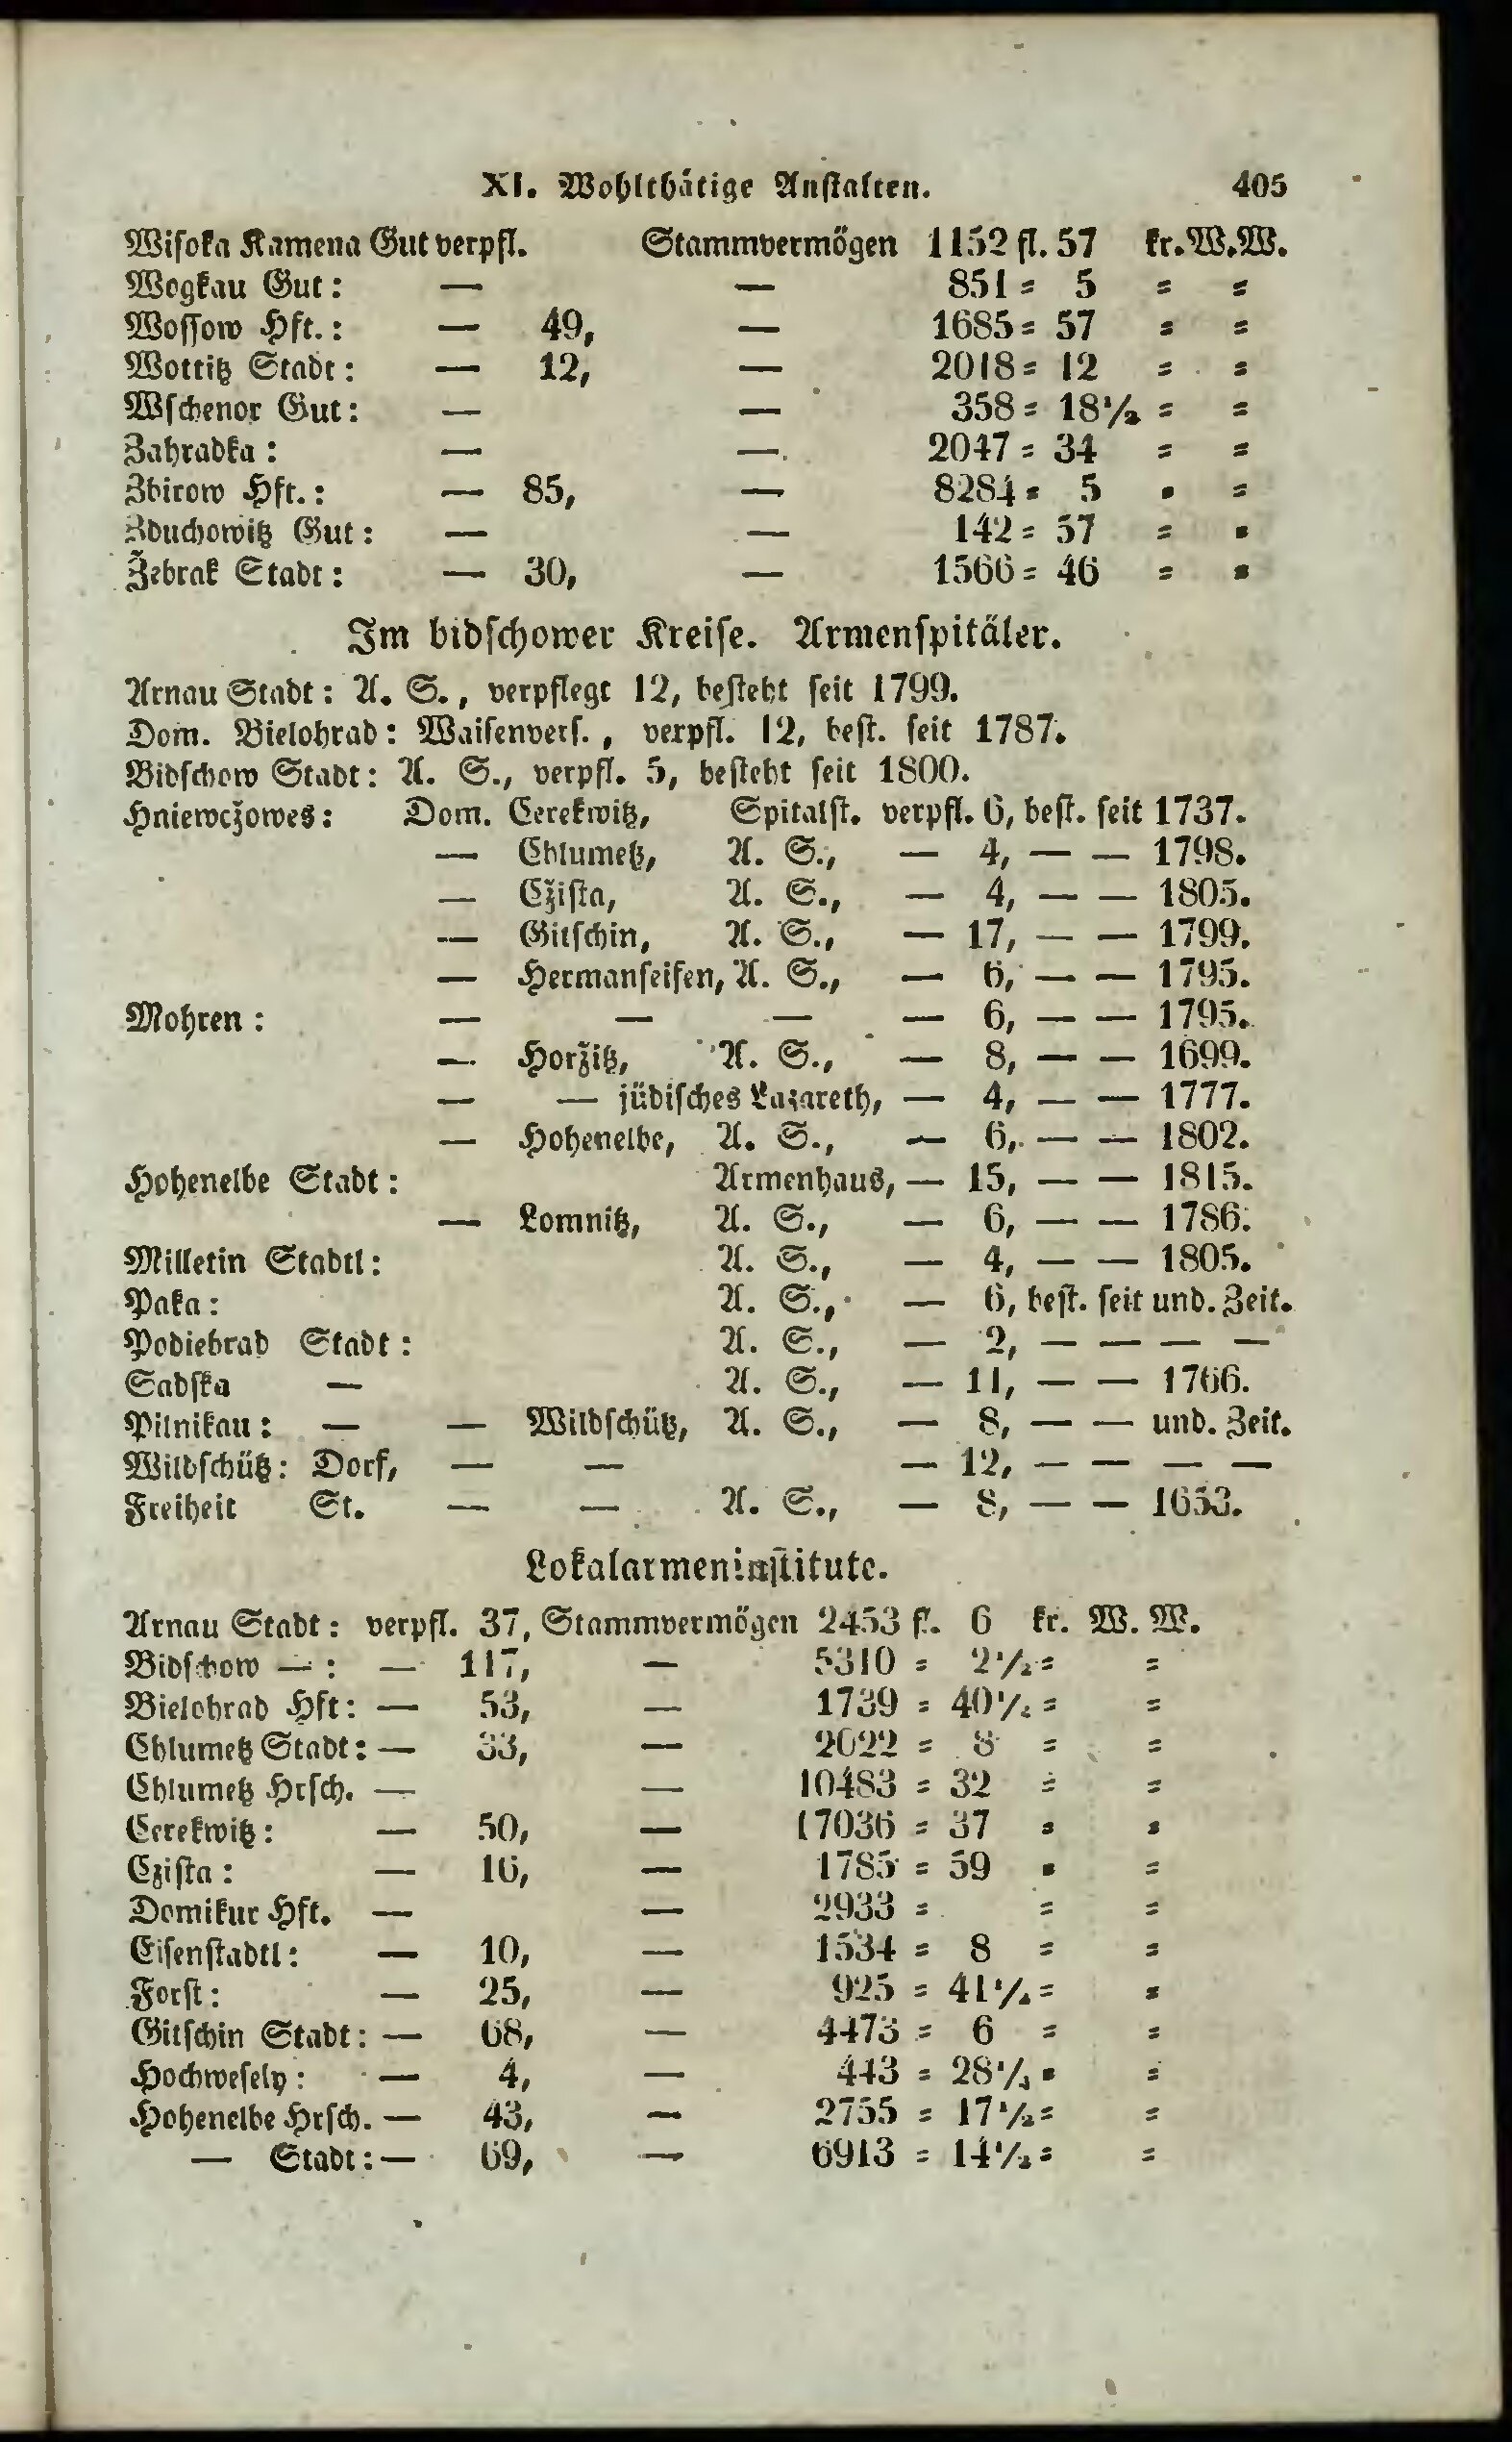 XI. Wohlthätige Anstalten. 405
Wisoka Kamena Gut verpfl. Stammvermögen 1152 fl. 57 kr. W. W.
Wogkau Gut: — — 851 = 5 = =
Wossow Hft.: — 49, — 1685 = 57 = =
Wottitz Stadt: — 12, — 2018 = 12 = =
Wschenor Gut: — — 358 = 18½ = =
Zahradka: — — 2047 = 34 = =
Zbirow Hft.: — 85, — 8284 = 5 = =
Zduchowitz Gut: — — 142 = 57 = =
Žebrak Stadt: — 30, — 1566 = 46 = =
Im bidschower Kreise. Armenspitäler.
Arnau Stadt: A. S., verpflegt 12, besteht seit 1799.
Dom. Bielohrad: Waisenvers., verpfl. 12, best. seit 1787.
Bidschow Stadt: A. S., verpfl. 5, besteht seit 1800.
Hniewcžowes: Dom. Cerekwitz, Spitalst. verpfl. 6, best. seit 1737.
— Chlumetz, A. S., — 4, — — 1798.
— Cžista, A. S., — 4, — — 1805.
— Gitschin, A. S., — 17, — — 1799.
— Hermanseifen, A. S., — 6, — — 1795.
Mohren: — — — — 6, — — 1795.
— Horžitz, A. S., — 8, — — 1699.
— — jüdisches Lazareth, — 4, — — 1777.
— Hohenelbe, A. S., — 6, — — 1802.
Hohenelbe Stadt: Armenhaus, — 15, — — 1815.
— Lomnitz, A. S., — 6, — — 1786.
Milletin Stadtl: A. S., — 4, — — 1805.
Paka: A. S., — 6, best. seit und. Zeit.
Podiebrad Stadt: A. S., — 2, — — — —
Sadska — A. S., — 11, — — 1766.
Pilnikau: — — Wildschütz, A. S., — 8, — — und. Zeit.
Wildschütz: Dorf, — — — 12, — — — —
Freiheit St. — — A. S., — 8, — — 1653.
Lokalarmeninstitute.
Arnau Stadt: verpfl. 37, Stammvermögen 2453 fl. 6 kr. W. W.
Bidschow — : — 117, — 5310 = 2½ = =
Bielohrad Hft: — 53, — 1739 = 40½ = =
Chlumetz Stadt: — 33, — 2022 = 8 = =
Chlumetz Hrsch. — — 10483 = 32 = =
Cerekwitz: — 50, — 17036 = 37 = =
Czista: — 16, — 1785 = 59 = =
Domikur Hft. — — 2933 = = =
Eisenstadtl: — 10, — 1534 = 8 = =
Forst: — 25, — 925 = 41¼ = =
Gitschin Stadt: — 68, — 4473 = 6 = =
Hochwesely: — 4, — 443 = 28⅓ = =
Hohenelbe Hrsch. — 43, — 2755 = 17½ = =
— Stadt: — 69, — 6913 = 14½ = =